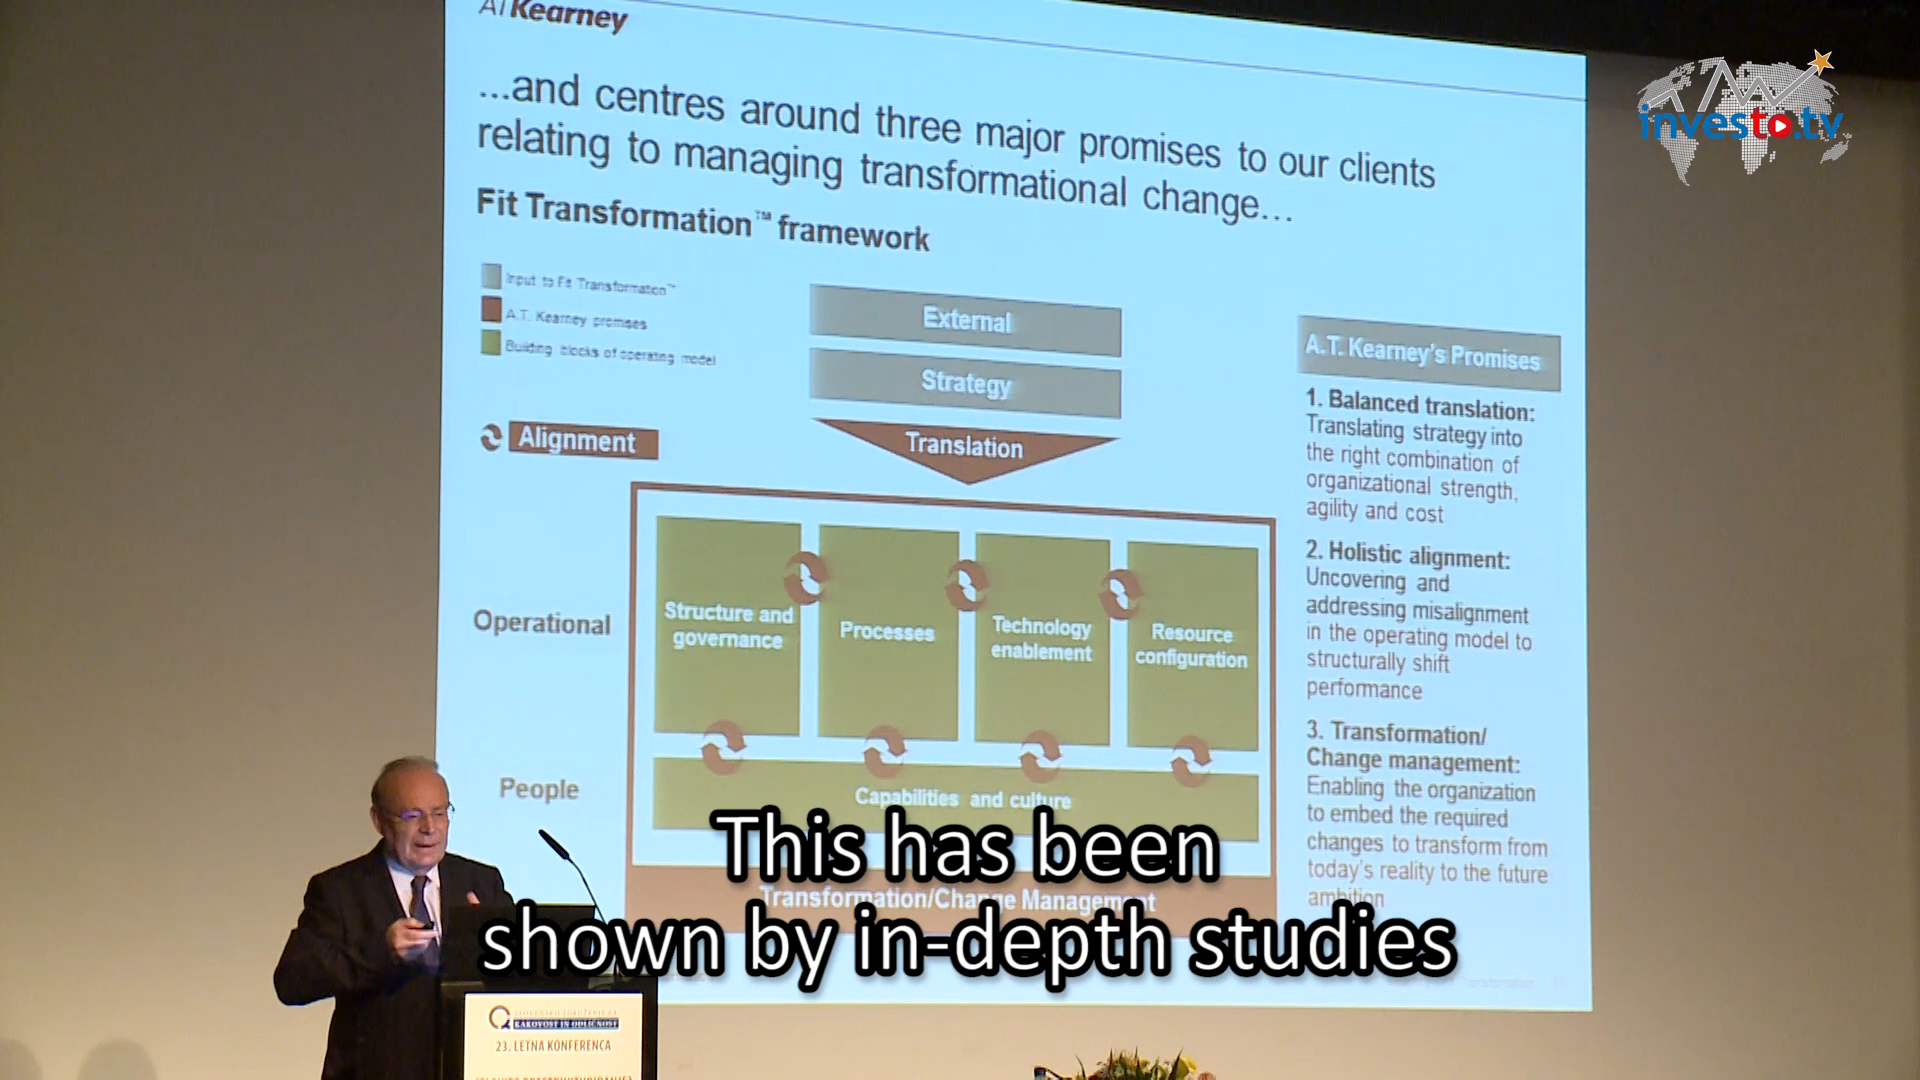 ATKearney
...and centres around three major promises to our clients
relating to managing transformational change...
Fit Transformation™ framework
Input to Fit Transformation™
A.T. Kearney promises
Building blocks of operating model
External
Strategy
Translation
Alignment
Operational
Structure and
governance
Processes
Technology
enablement
Resource
configuration
People
Capabilities and culture
Transformation/Change Management
A.T. Kearney's Promises
1. Balanced translation:
Translating strategy into
the right combination of
organizational strength,
agility and cost
2. Holistic alignment:
Uncovering and
addressing misalignment
in the operating model to
structurally shift
performance
3. Transformation/
Change management:
Enabling the organization
to embed the required
changes to transform from
today's reality to the future
ambition
investo.tv
This has been
shown by in-depth studies
KAKOVOST IN ODLIČNOST
23. LETNA KONFERENCA